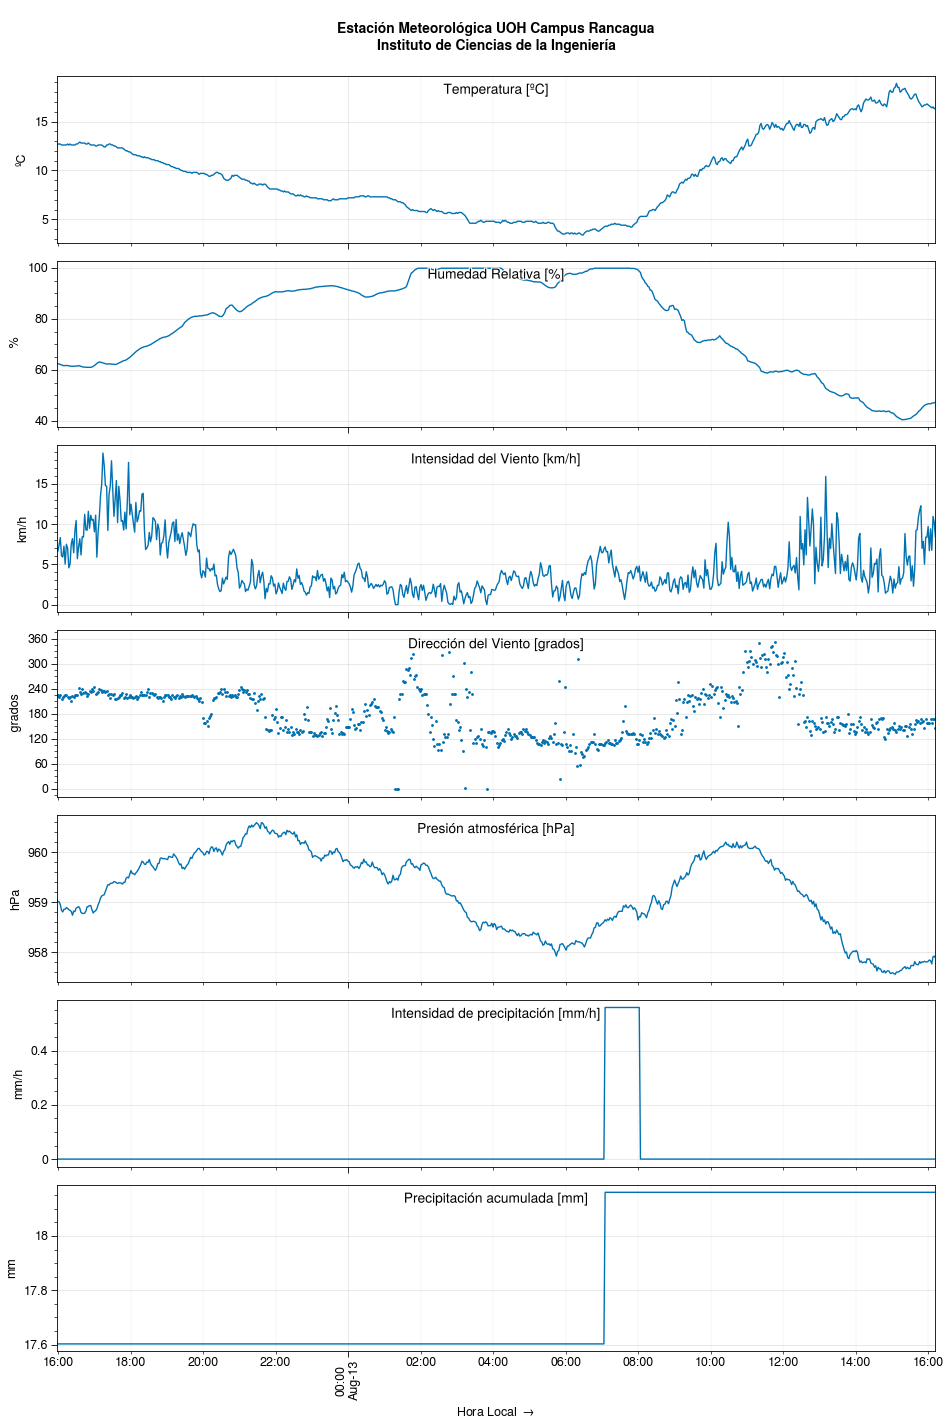 Estación Meteorológica UOH Campus Rancagua
Instituto de Ciencias de la Ingeniería
Temperatura [ºC]
15
10
5
ºC
Humedad Relativa [%]
100
80
60
40
%
Intensidad del Viento [km/h]
15
10
5
0
km/h
Dirección del Viento [grados]
360
300
240
180
120
60
0
grados
Presión atmosférica [hPa]
960
959
958
hPa
Intensidad de precipitación [mm/h]
0.4
0.2
0
mm/h
Precipitación acumulada [mm]
18
17.8
17.6
mm
16:00 18:00 20:00 22:00 00:00 02:00 04:00 06:00 08:00 10:00 12:00 14:00 16:00
Aug-13
Hora Local →